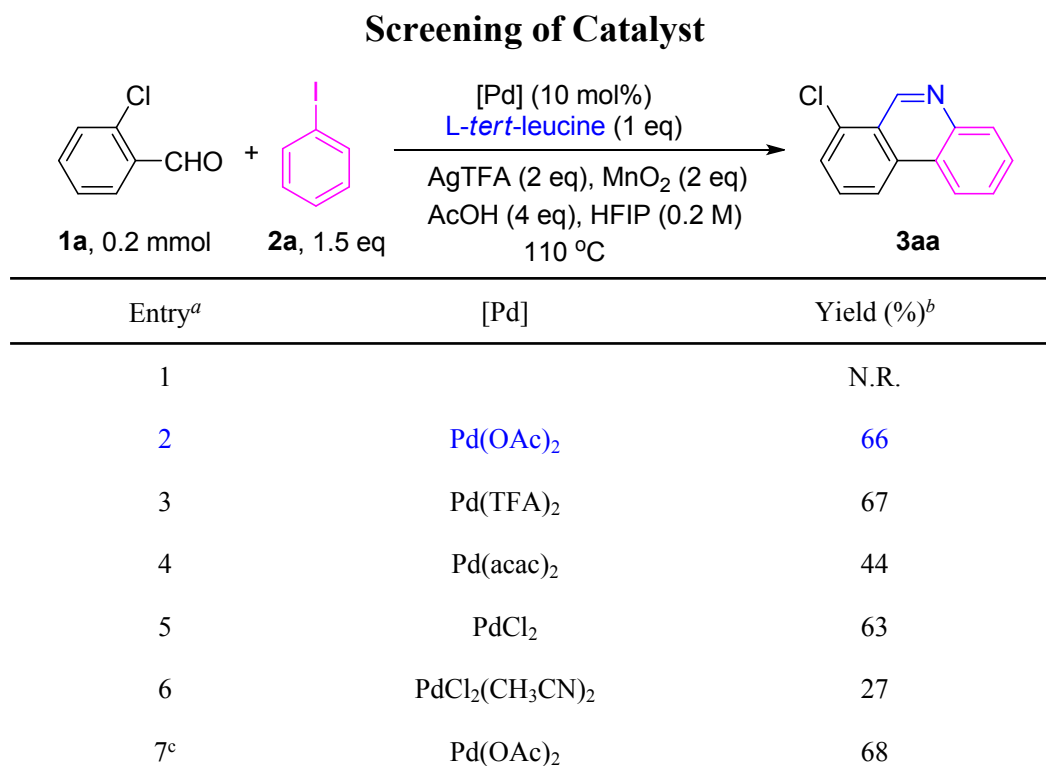 Screening of Catalyst
Cl
CHO
+
I
[Pd] (10 mol%)
L-tert-leucine (1 eq)
AgTFA (2 eq), MnO₂ (2 eq)
AcOH (4 eq), HFIP (0.2 M)
110 °C
Cl
N
1a, 0.2 mmol
2a, 1.5 eq
3aa
Entryᵃ [Pd] Yield (%)ᵇ
1 N.R.
2 Pd(OAc)₂ 66
3 Pd(TFA)₂ 67
4 Pd(acac)₂ 44
5 PdCl₂ 63
6 PdCl₂(CH₃CN)₂ 27
7ᶜ Pd(OAc)₂ 68